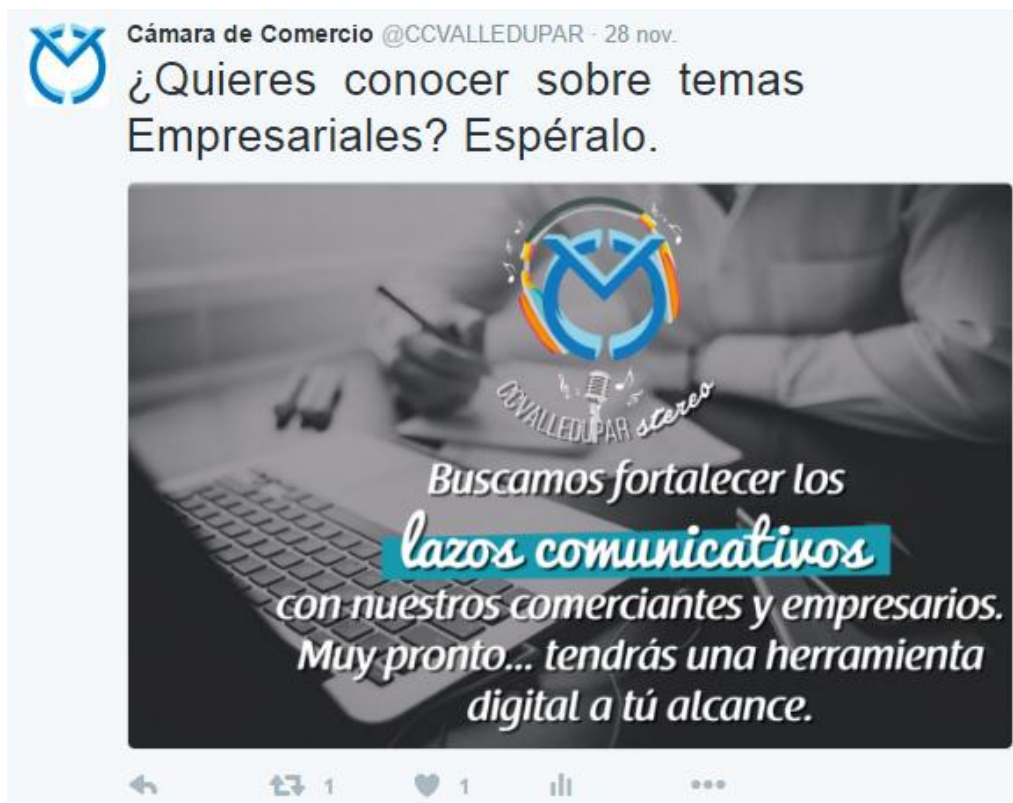 Cámara de Comercio @CCVALLEDUPAR · 28 nov.
¿Quieres conocer sobre temas
Empresariales? Espéralo.
CCVALLEDUPAR stereo
Buscamos fortalecer los
lazos comunicativos
con nuestros comerciantes y empresarios.
Muy pronto... tendrás una herramienta
digital a tú alcance.
1 1